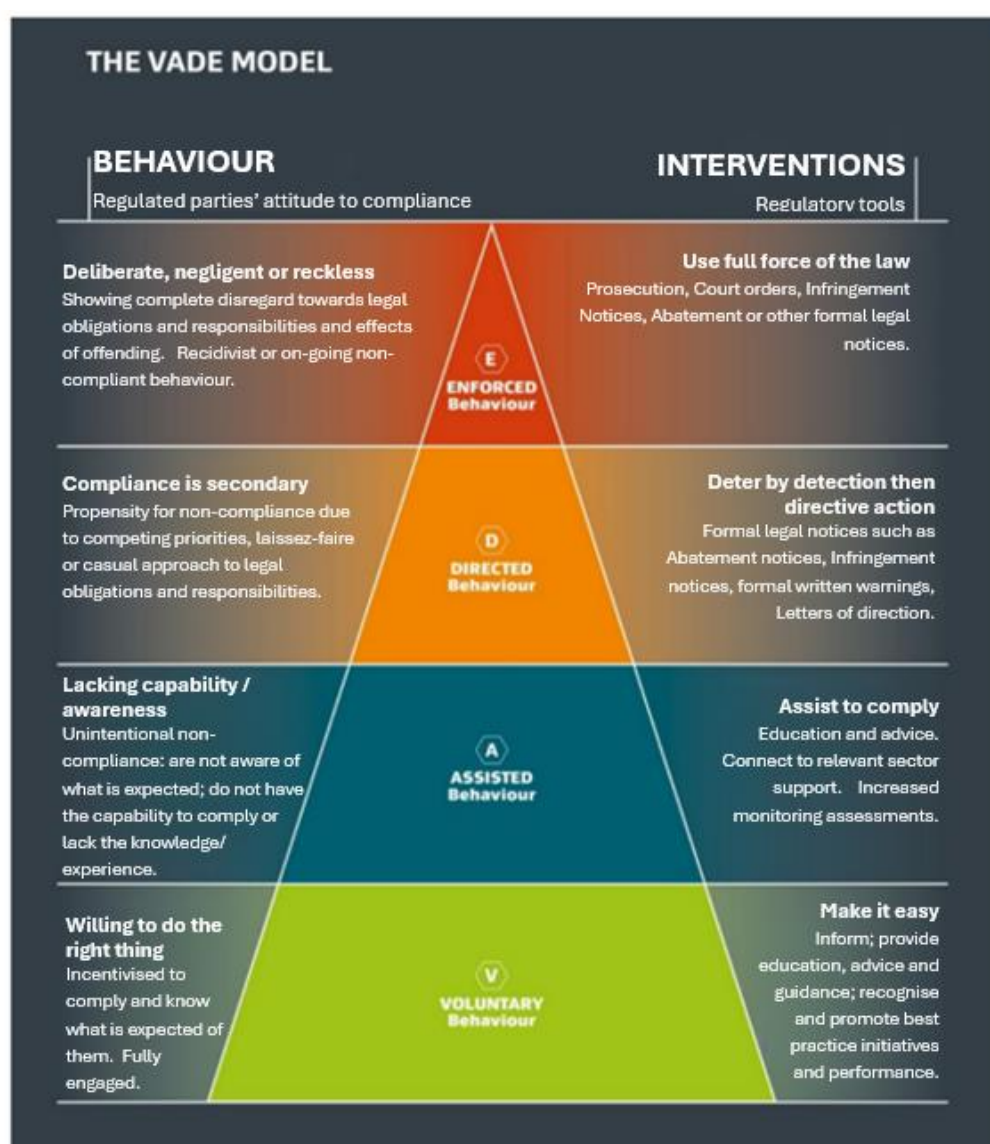 THE VADE MODEL
BEHAVIOUR
Regulated parties' attitude to compliance
INTERVENTIONS
Regulatory tools
Deliberate, negligent or reckless
Showing complete disregard towards legal
obligations and responsibilities and effects
of offending. Recidivist or on-going non-
compliant behaviour.
E
ENFORCED
Behaviour
Use full force of the law
Prosecution, Court orders, Infringement
Notices, Abatement or other formal legal
notices.
Compliance is secondary
Propensity for non-compliance due
to competing priorities, laissez-faire
or casual approach to legal
obligations and responsibilities.
D
DIRECTED
Behaviour
Deter by detection then
directive action
Formal legal notices such as
Abatement notices, Infringement
notices, formal written warnings,
Letters of direction.
Lacking capability /
awareness
Unintentional non-
compliance: are not aware of
what is expected; do not have
the capability to comply or
lack the knowledge/
experience.
A
ASSISTED
Behaviour
Assist to comply
Education and advice.
Connect to relevant sector
support. Increased
monitoring assessments.
Willing to do the
right thing
Incentivised to
comply and know
what is expected of
them. Fully
engaged.
V
VOLUNTARY
Behaviour
Make it easy
Inform; provide
education, advice and
guidance; recognise
and promote best
practice initiatives
and performance.